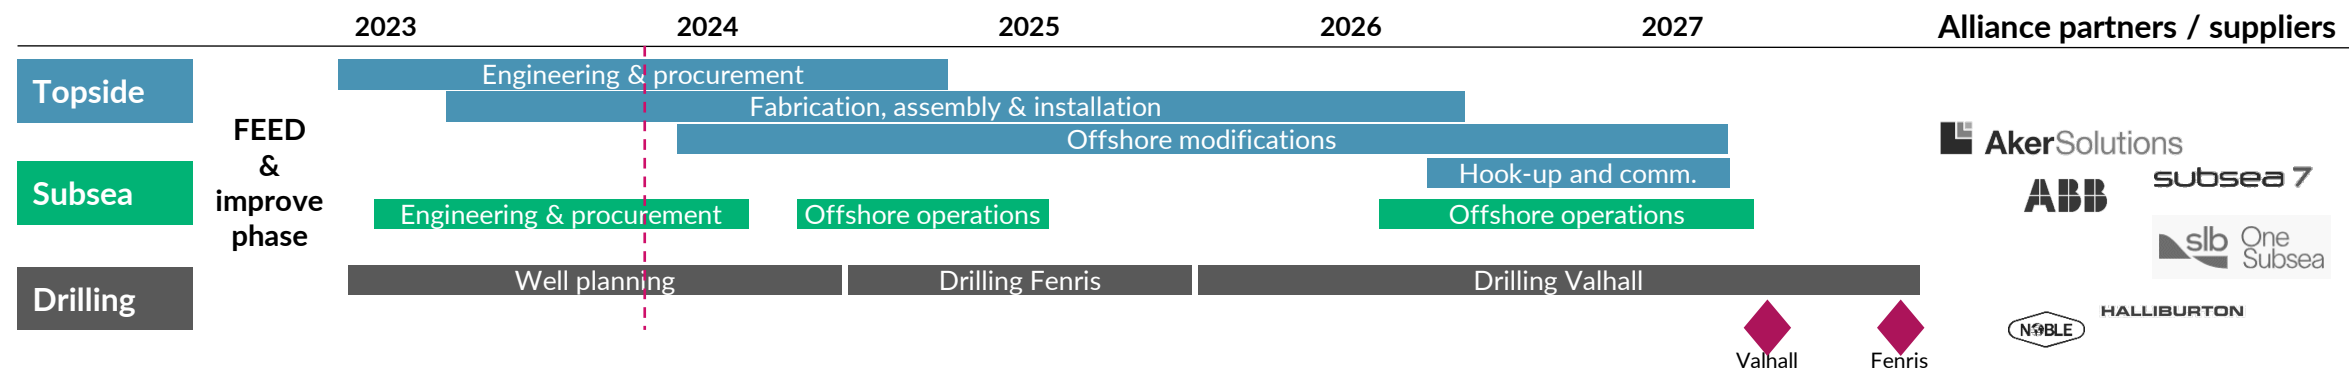 2023 2024 2025 2026 2027 Alliance partners / suppliers
Topside
Engineering & procurement
Fabrication, assembly & installation
Offshore modifications
Hook-up and comm.
FEED
&
improve
phase
Subsea
Engineering & procurement
Offshore operations
Offshore operations
Drilling
Well planning
Drilling Fenris
Drilling Valhall
Valhall
Fenris
AkerSolutions
subsea 7
ABB
slb One
Subsea
HALLIBURTON
NOBLE